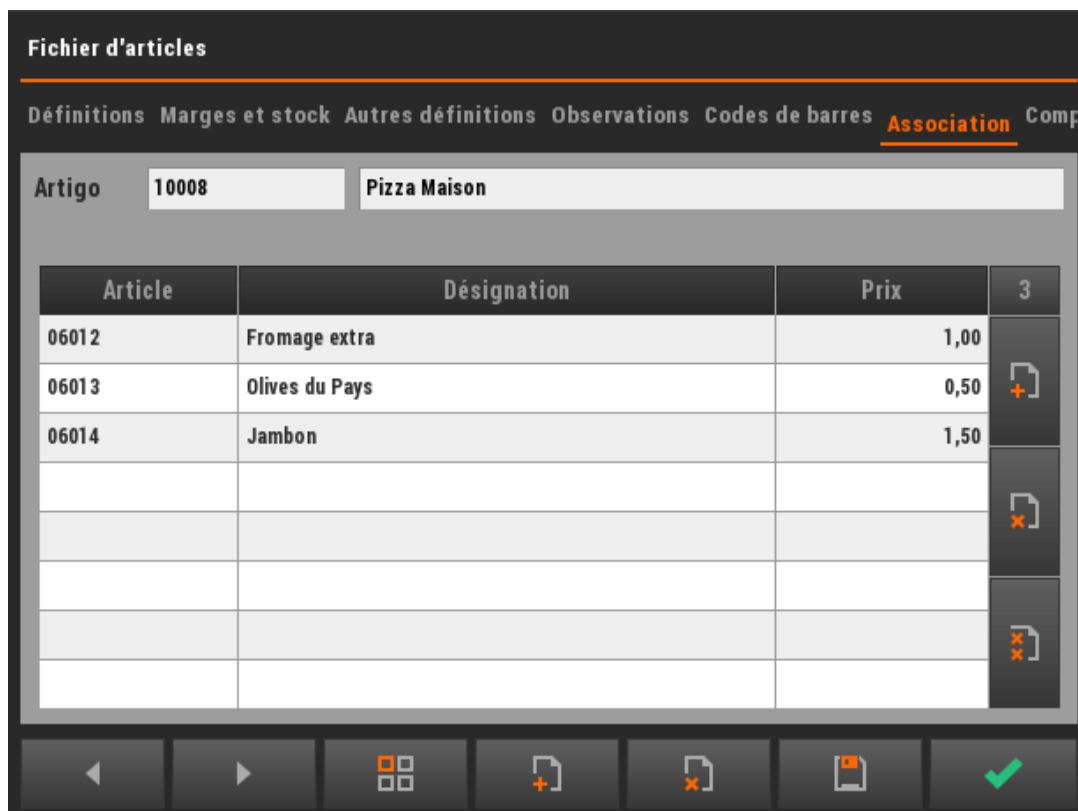 Fichier d'articles
Définitions Marges et stock Autres définitions Observations Codes de barres Association Comp
Artigo 10008 Pizza Maison
Article Désignation Prix 3
06012 Fromage extra 1,00
06013 Olives du Pays 0,50
06014 Jambon 1,50